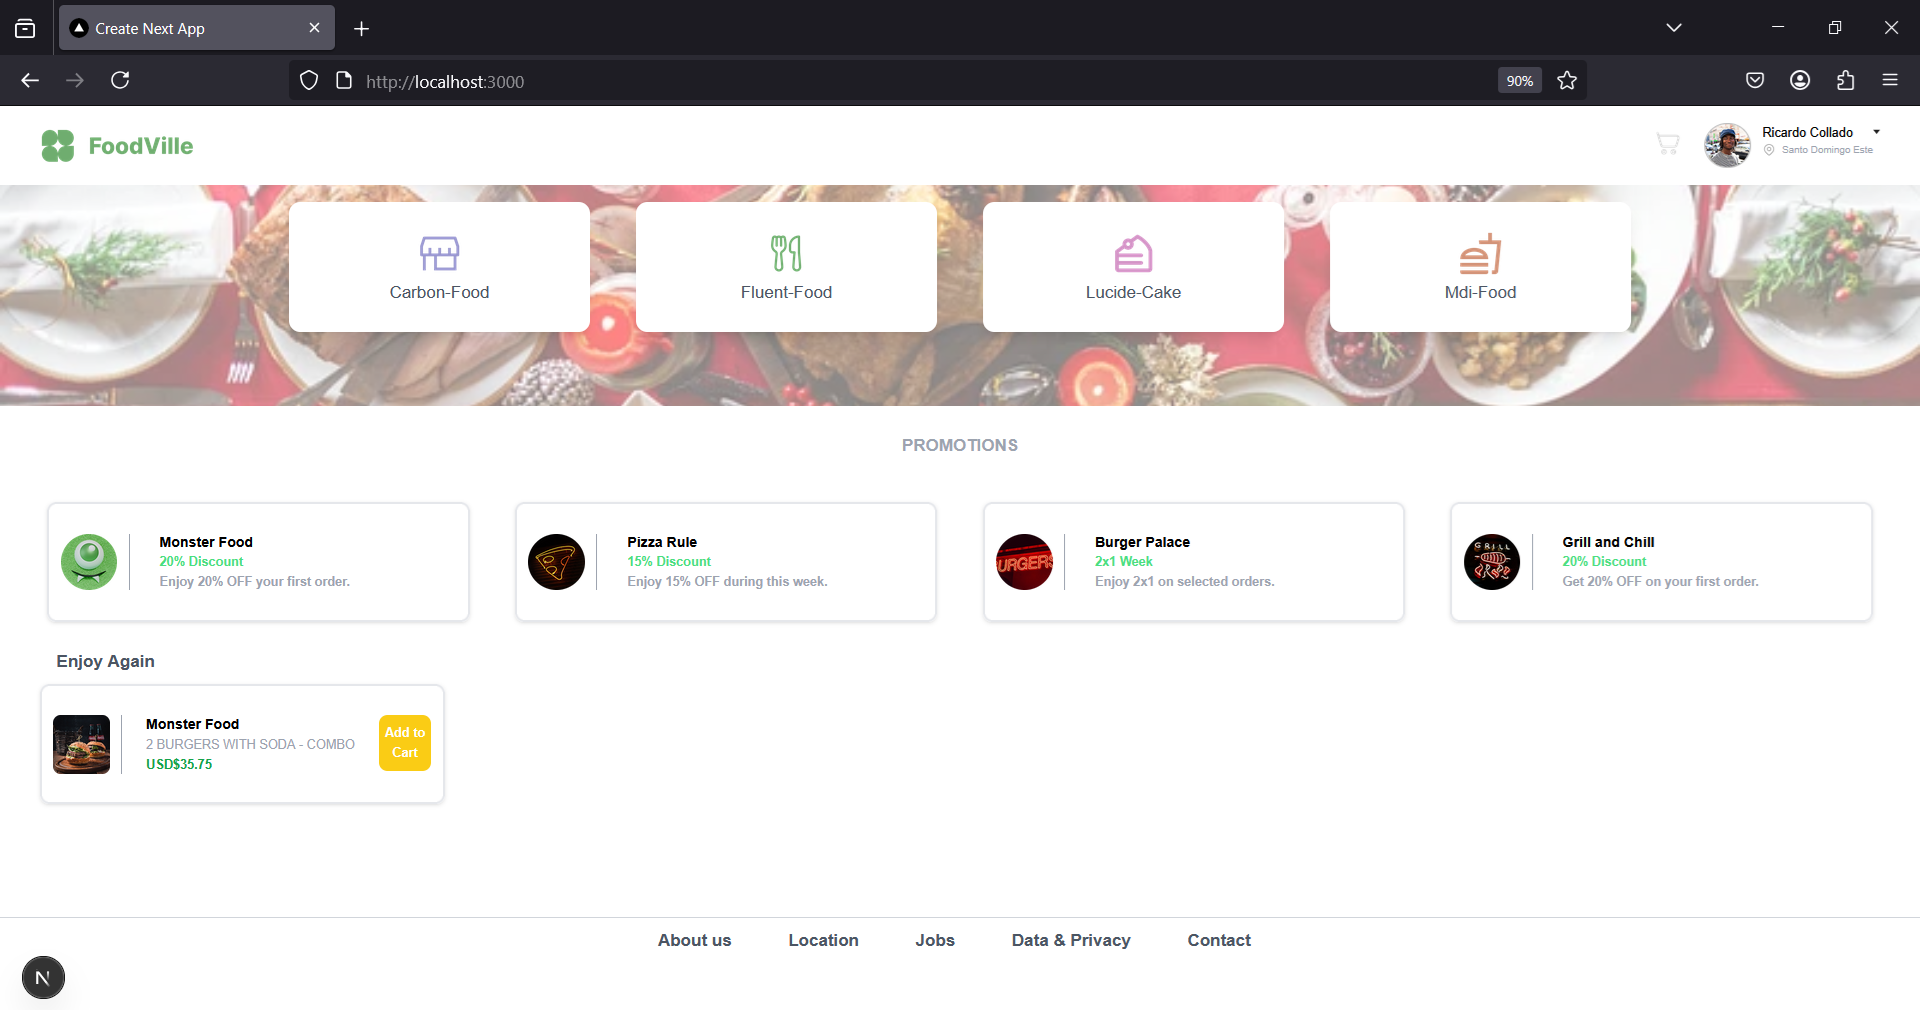 Create Next App
http://localhost:3000
90%
FoodVille
Ricardo Collado
Santo Domingo Este
Carbon-Food
Fluent-Food
Lucide-Cake
Mdi-Food
PROMOTIONS
Monster Food
20% Discount
Enjoy 20% OFF your first order.
Pizza Rule
15% Discount
Enjoy 15% OFF during this week.
BURGERS
Burger Palace
2x1 Week
Enjoy 2x1 on selected orders.
GRILL
Grill and Chill
20% Discount
Get 20% OFF on your first order.
Enjoy Again
Monster Food
2 BURGERS WITH SODA - COMBO
USD$35.75
Add to
Cart
About us
Location
Jobs
Data & Privacy
Contact
N